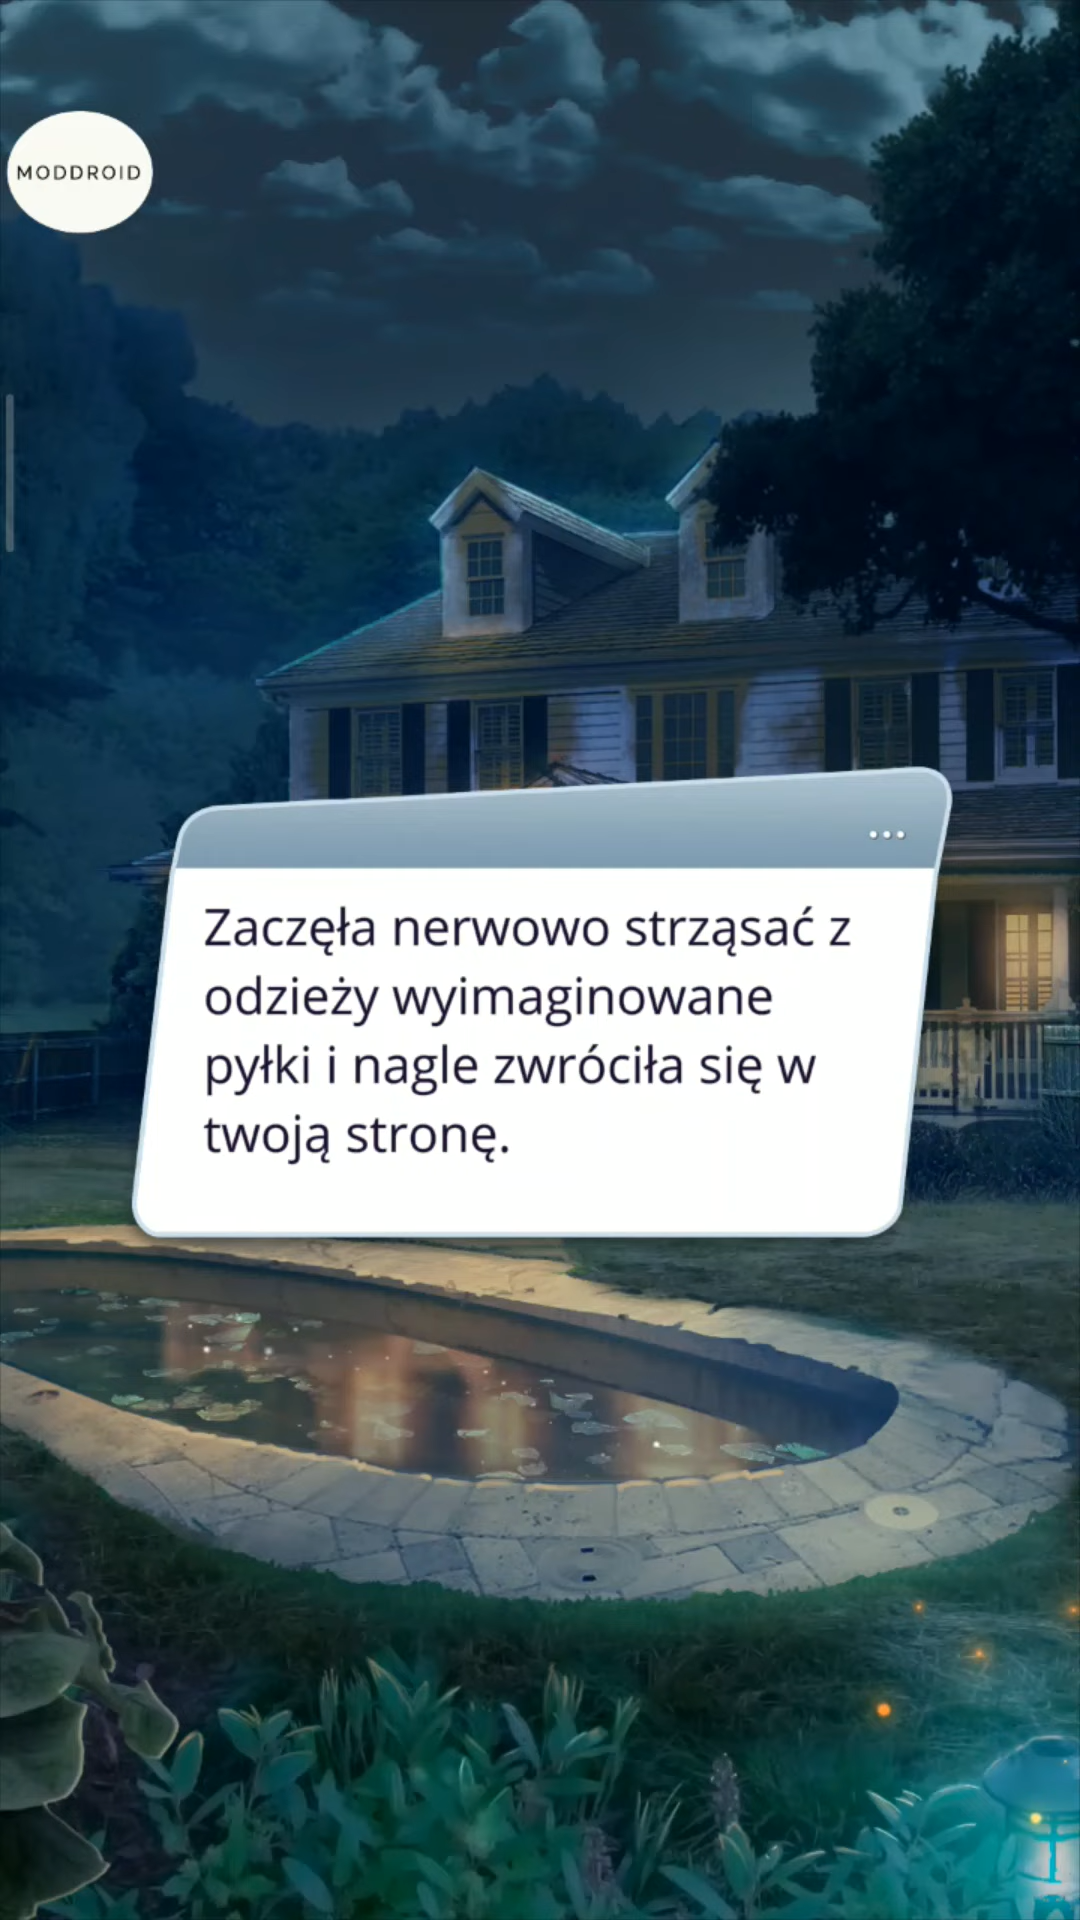 MODDROID
...
Zaczęła nerwowo strząsać z
odzieży wyimaginowane
pyłki i nagle zwróciła się w
twoją stronę.